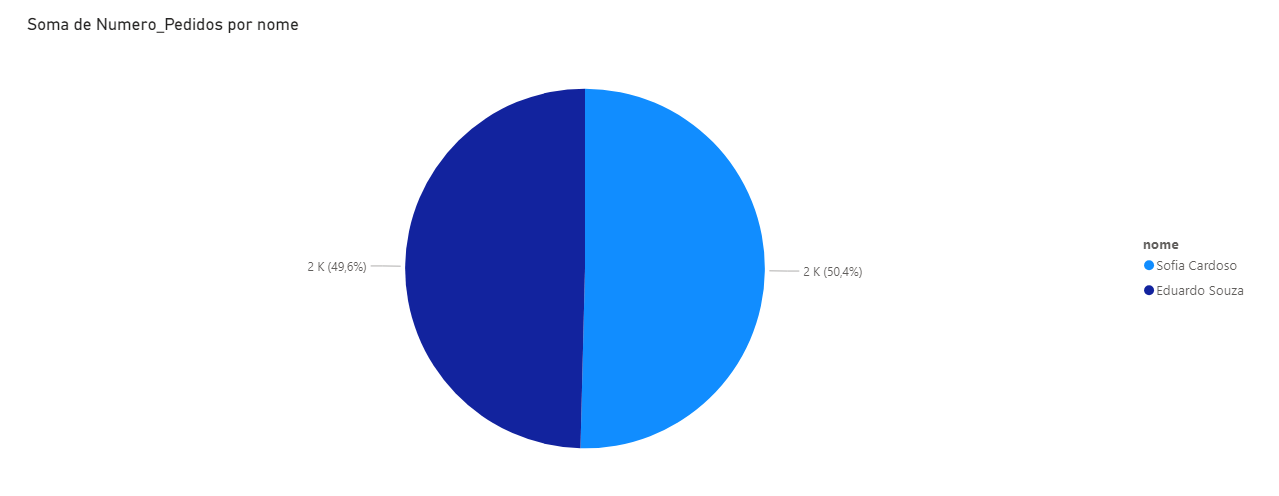 Soma de Numero_Pedidos por nome
2 K (49,6%)
2 K (50,4%)
nome
Sofia Cardoso
Eduardo Souza